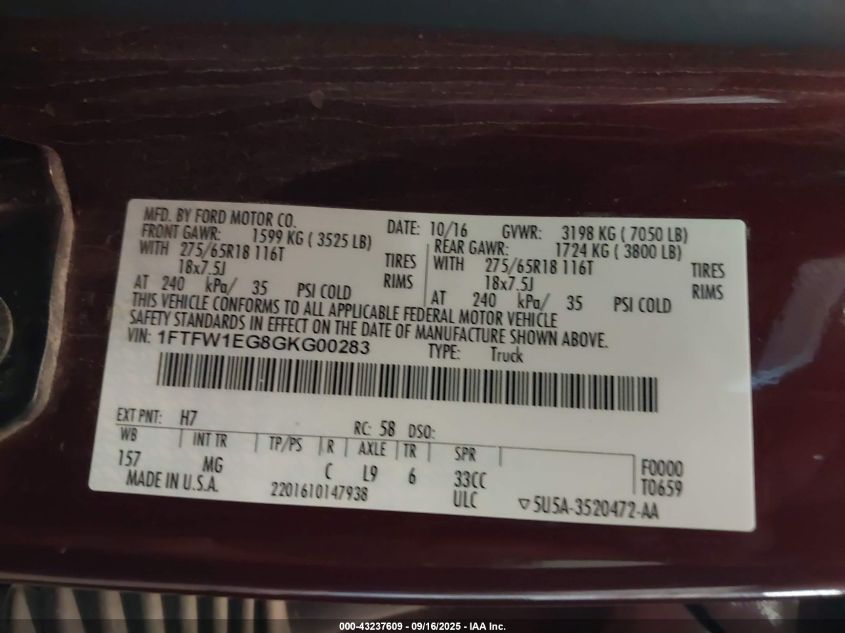 MFD. BY FORD MOTOR CO. DATE: 10/16 GVWR: 3198 KG ( 7050 LB)
FRONT GAWR: 1599 KG ( 3525 LB) REAR GAWR: 1724 KG ( 3800 LB)
WITH 275/65R18 116T TIRES WITH 275/65R18 116T TIRES
18x7.5J RIMS 18x7.5J RIMS
AT 240 kPa/ 35 PSI COLD AT 240 kPa/ 35 PSI COLD
THIS VEHICLE CONFORMS TO ALL APPLICABLE FEDERAL MOTOR VEHICLE
SAFETY STANDARDS IN EFFECT ON THE DATE OF MANUFACTURE SHOWN ABOVE.
VIN: 1FTFW1EG8GKG00283 TYPE: Truck
EXT PNT: H7 RC: 58 DSO:
WB INT TR TP/PS R AXLE TR SPR F0000
157 MG C L9 6 33CC T0659
MADE IN U.S.A. 2201610147938 ULC ▽5U5A-3520472-AA
000-43237609 - 09/16/2025 - IAA Inc.